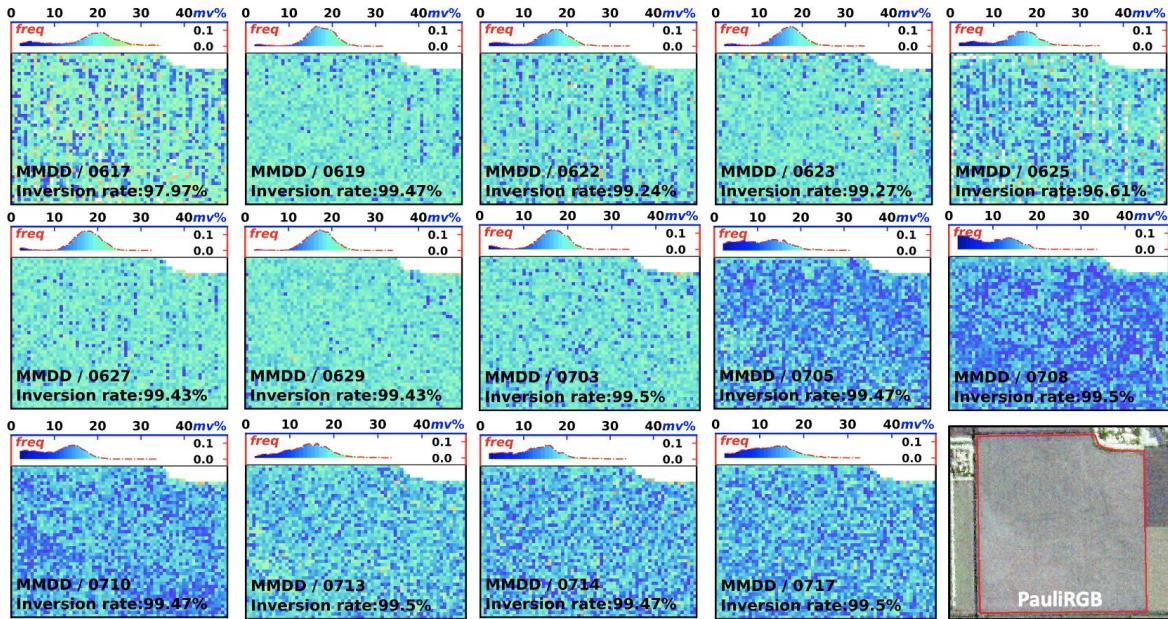 0 10 20 30 40mv% 0 10 20 30 40mv% 0 10 20 30 40mv% 0 10 20 30 40mv% 0 10 20 30 40mv%
freq 0.1 freq 0.1 freq 0.1 freq 0.1 freq 0.1
0.0 0.0 0.0 0.0 0.0
MMDD / 0617 MMDD / 0619 MMDD / 0622 MMDD / 0623 MMDD / 0625
Inversion rate:97.97% Inversion rate:99.47% Inversion rate:99.24% Inversion rate:99.27% Inversion rate:96.61%
0 10 20 30 40mv% 0 10 20 30 40mv% 0 10 20 30 40mv% 0 10 20 30 40mv% 0 10 20 30 40mv%
freq 0.1 freq 0.1 freq 0.1 freq 0.1 freq 0.1
0.0 0.0 0.0 0.0 0.0
MMDD / 0627 MMDD / 0629 MMDD / 0703 MMDD / 0705 MMDD / 0708
Inversion rate:99.43% Inversion rate:99.43% Inversion rate:99.5% Inversion rate:99.47% Inversion rate:99.5%
0 10 20 30 40mv% 0 10 20 30 40mv% 0 10 20 30 40mv% 0 10 20 30 40mv%
freq 0.1 freq 0.1 freq 0.1 freq 0.1
0.0 0.0 0.0 0.0
MMDD / 0710 MMDD / 0713 MMDD / 0714 MMDD / 0717
Inversion rate:99.47% Inversion rate:99.5% Inversion rate:99.47% Inversion rate:99.5%
PauliRGB